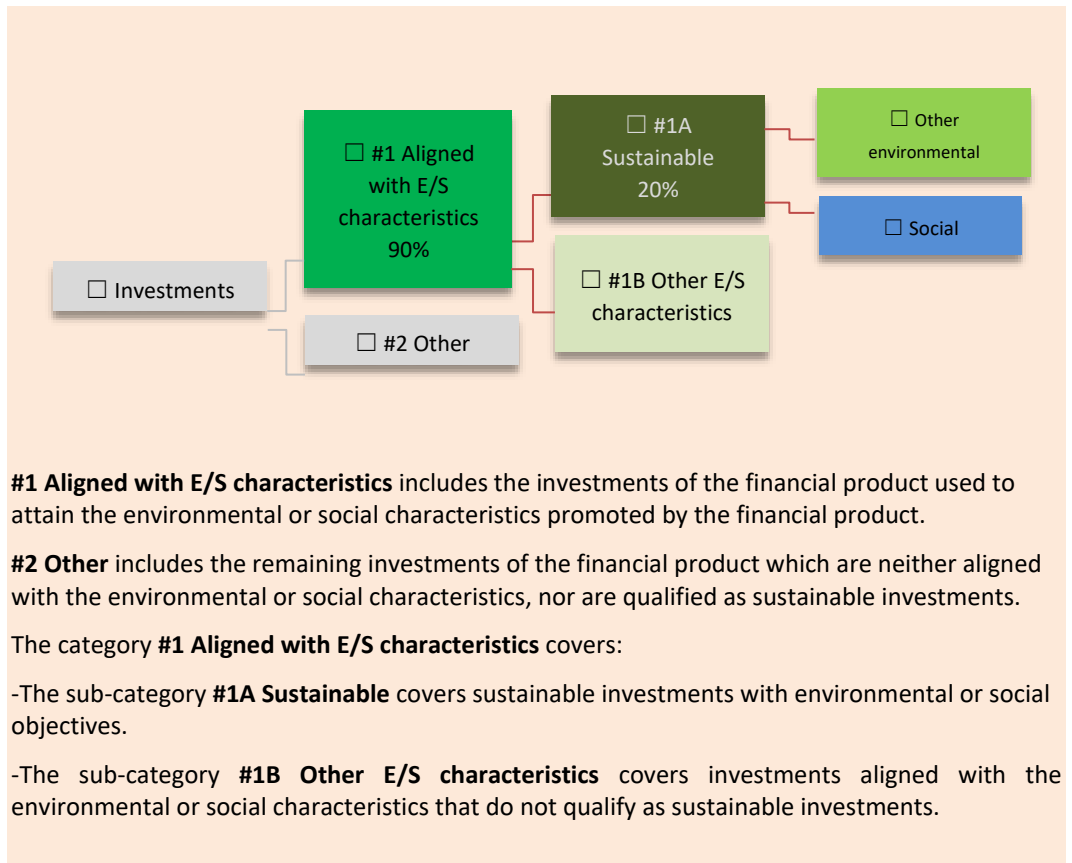 ☐ Investments
☐ #1 Aligned
with E/S
characteristics
90%
☐ #2 Other
☐ #1A
Sustainable
20%
☐ #1B Other E/S
characteristics
☐ Other
environmental
☐ Social
#1 Aligned with E/S characteristics includes the investments of the financial product used to
attain the environmental or social characteristics promoted by the financial product.
#2 Other includes the remaining investments of the financial product which are neither aligned
with the environmental or social characteristics, nor are qualified as sustainable investments.
The category #1 Aligned with E/S characteristics covers:
-The sub-category #1A Sustainable covers sustainable investments with environmental or social
objectives.
-The sub-category #1B Other E/S characteristics covers investments aligned with the
environmental or social characteristics that do not qualify as sustainable investments.